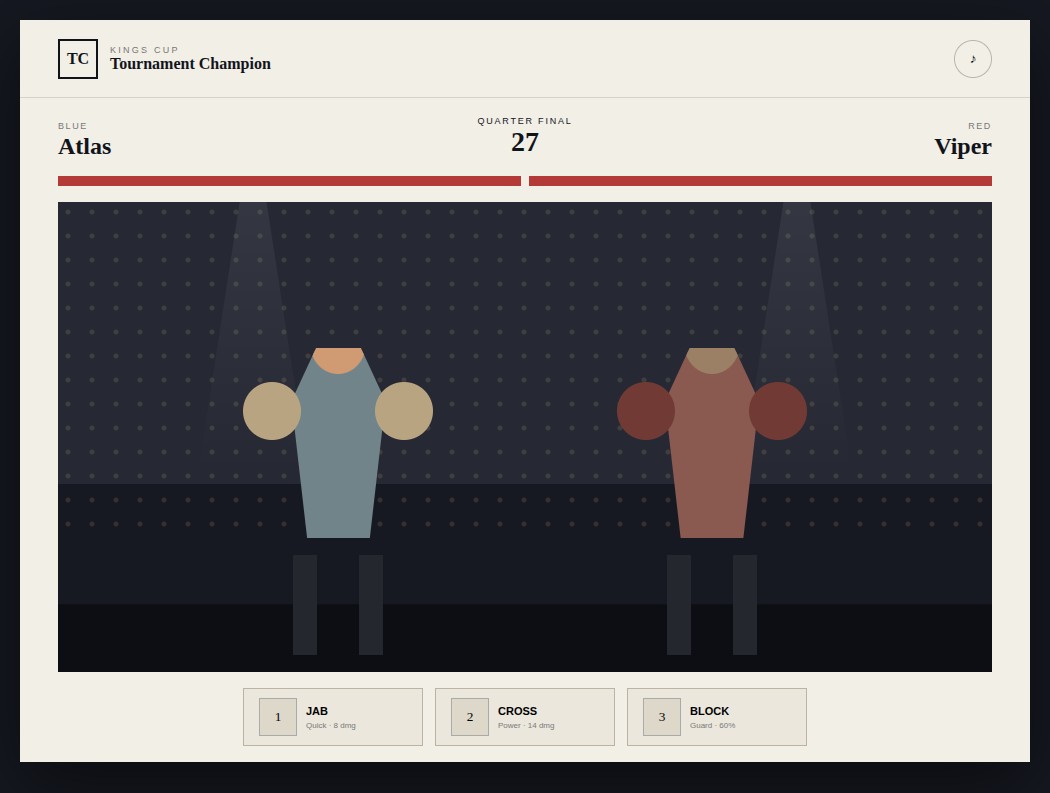 TC
KINGS CUP
Tournament Champion
♪
BLUE
Atlas
QUARTER FINAL
27
RED
Viper
1
JAB
Quick · 8 dmg
2
CROSS
Power · 14 dmg
3
BLOCK
Guard · 60%